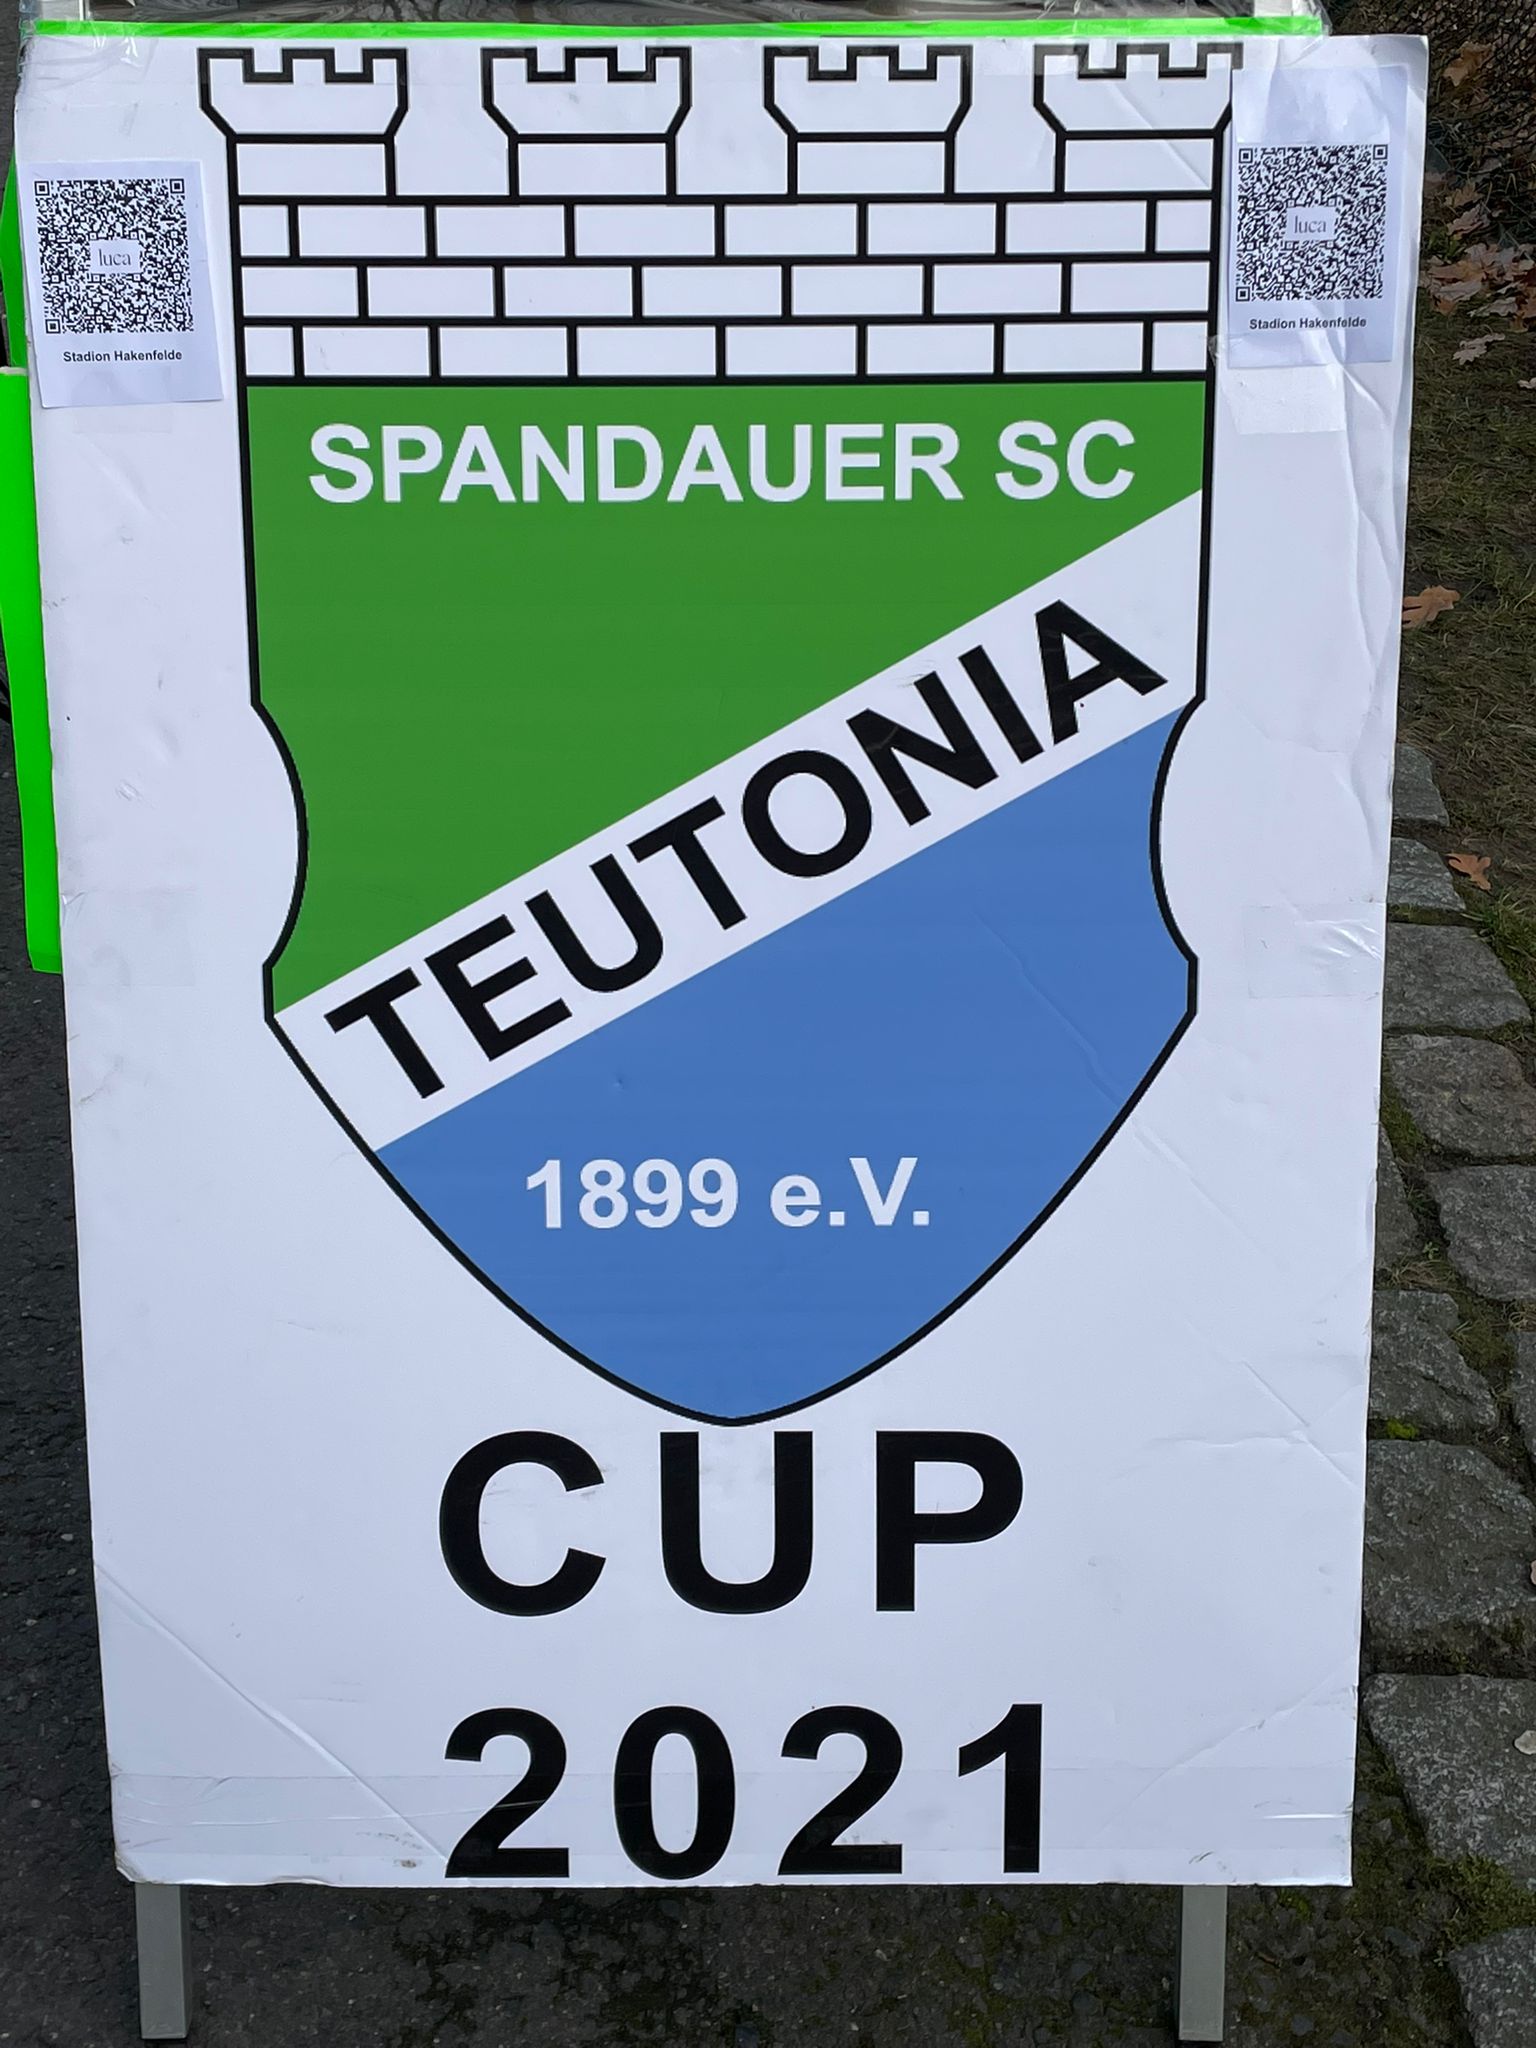 luca
Stadion Hakenfelde
luca
Stadion Hakenfelde
SPANDAUER SC
TEUTONIA
1899 e.V.
CUP
2021